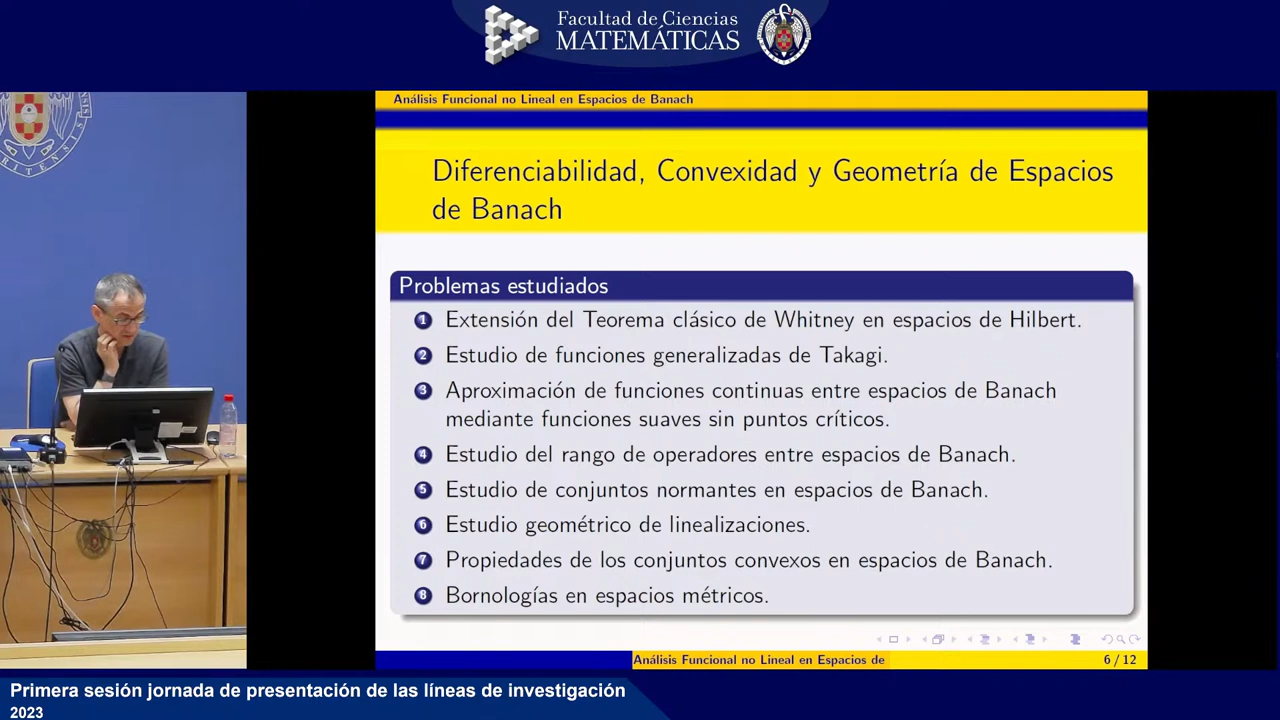 Facultad de Ciencias
MATEMÁTICAS
Análisis Funcional no Lineal en Espacios de Banach
Diferenciabilidad, Convexidad y Geometría de Espacios
de Banach
Problemas estudiados
1 Extensión del Teorema clásico de Whitney en espacios de Hilbert.
2 Estudio de funciones generalizadas de Takagi.
3 Aproximación de funciones continuas entre espacios de Banach
mediante funciones suaves sin puntos críticos.
4 Estudio del rango de operadores entre espacios de Banach.
5 Estudio de conjuntos normantes en espacios de Banach.
6 Estudio geométrico de linealizaciones.
7 Propiedades de los conjuntos convexos en espacios de Banach.
8 Bornologías en espacios métricos.
Análisis Funcional no Lineal en Espacios de
6 / 12
Primera sesión jornada de presentación de las líneas de investigación
2023